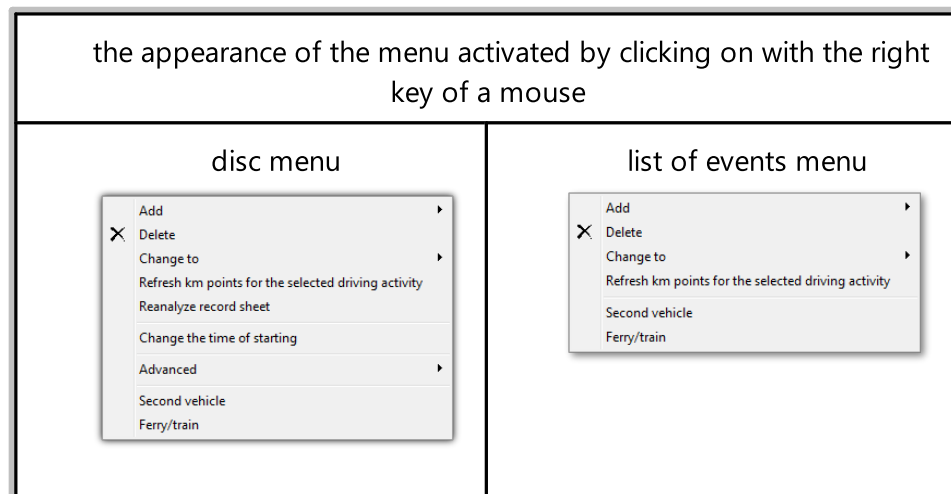 the appearance of the menu activated by clicking on with the right
key of a mouse
disc menu
Add
Delete
Change to
Refresh km points for the selected driving activity
Reanalyze record sheet
Change the time of starting
Advanced
Second vehicle
Ferry/train
list of events menu
Add
Delete
Change to
Refresh km points for the selected driving activity
Second vehicle
Ferry/train